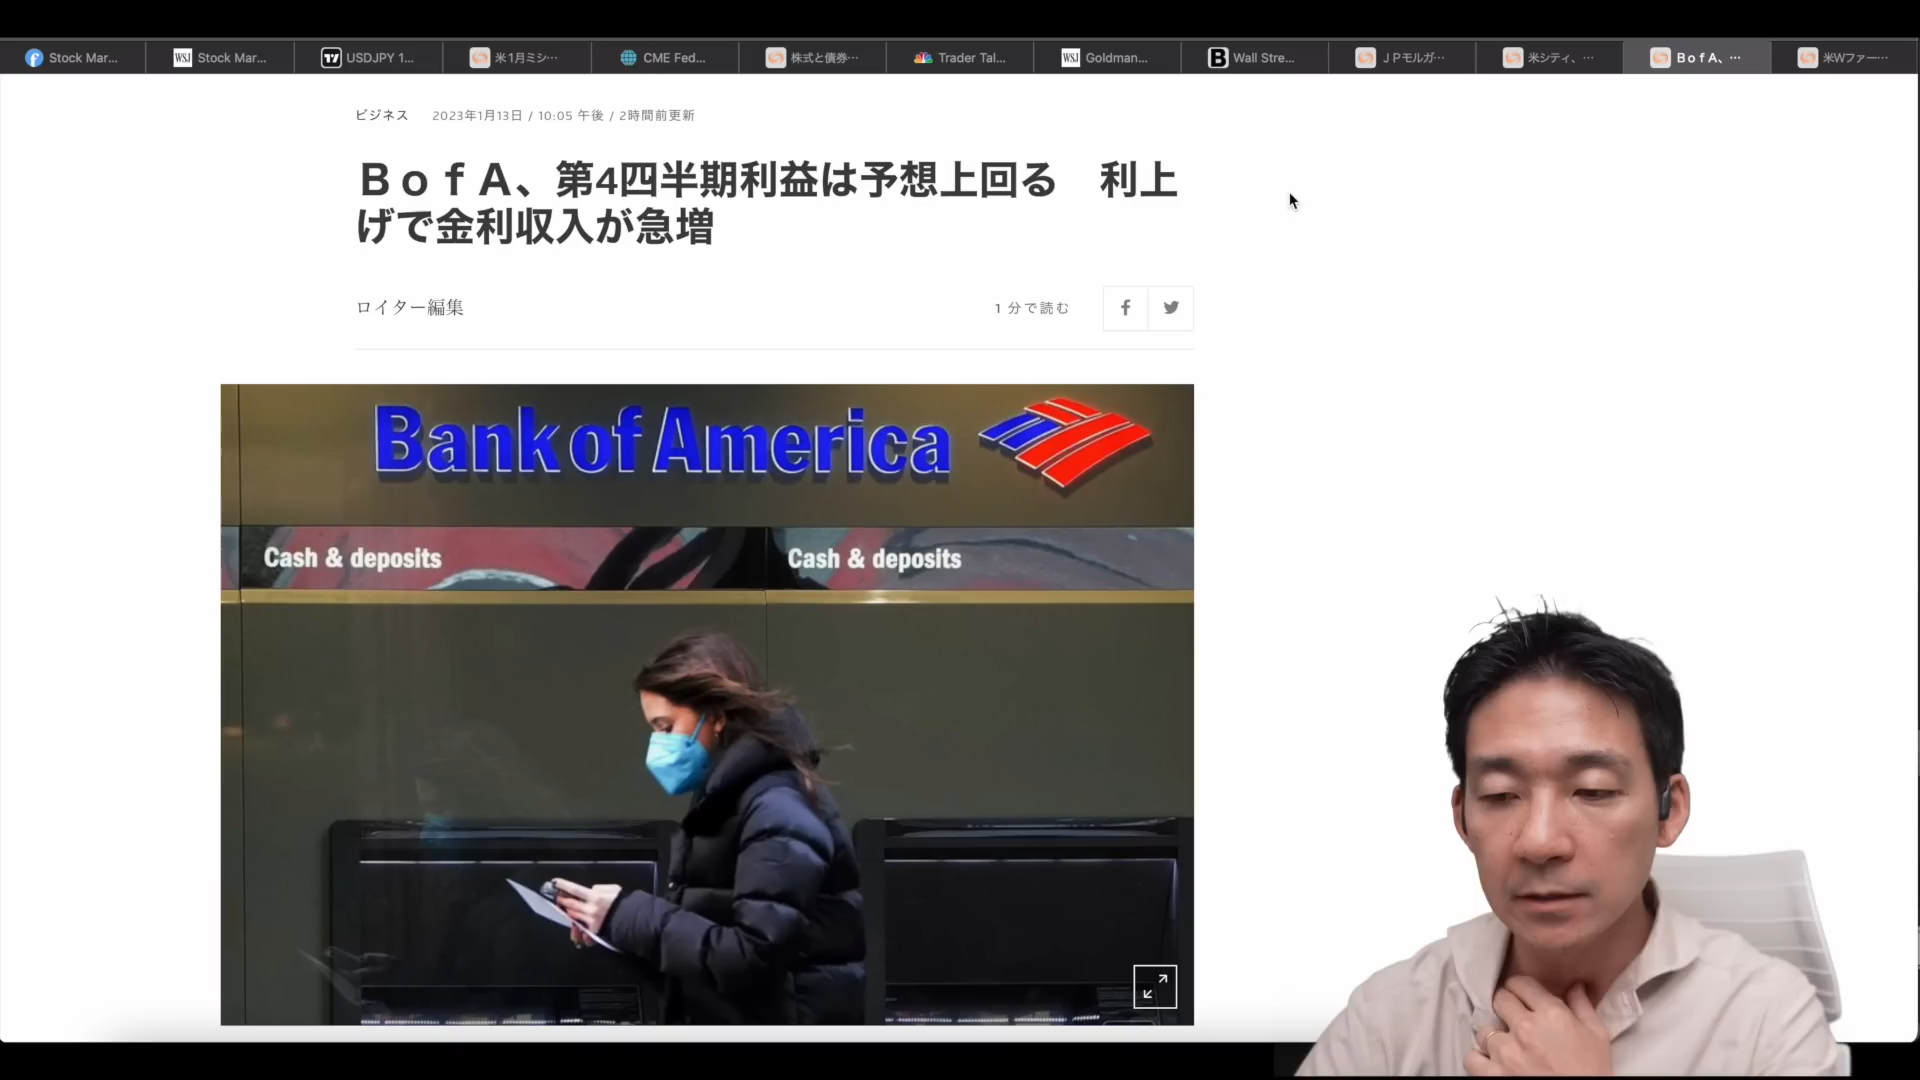 Stock Mar...
Stock Mar...
USDJPY 1...
米1月ミシ…
CME Fed...
株式と債券…
Trader Tal...
Goldman...
Wall Stre...
ＪＰモルガ…
米シティ、…
ＢｏｆＡ、…
米Wファー…
ビジネス 2023年1月13日 / 10:05 午後 / 2時間前更新
ＢｏｆＡ、第4四半期利益は予想上回る　利上
げで金利収入が急増
ロイター編集
1 分で読む
Bank of America
Cash & deposits
Cash & deposits